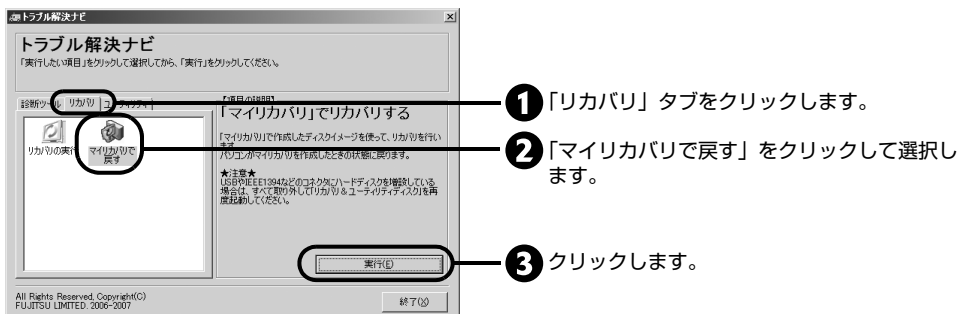 トラブル解決ナビ
トラブル解決ナビ
「実行したい項目」をクリックして選択してから、「実行」をクリックしてください。
診断ツール リカバリ ユーティリティ
リカバリの実行
マイリカバリで
戻す
【項目の説明】
「マイリカバリ」でリカバリする
「マイリカバリ」で作成したディスクイメージを使って、リカバリを行い
ます。
パソコンがマイリカバリを作成したときの状態に戻ります。
★注意★
USBやIEEE1394などのコネクタにハードディスクを増設している
場合は、すべて取り外して「リカバリ&ユーティリティディスク」を再
度起動してください。
実行(E)
All Rights Reserved, Copyright(C)
FUJITSU LIMITED. 2006-2007
終了(X)
1 「リカバリ」タブをクリックします。
2 「マイリカバリで戻す」をクリックして選択し
ます。
3 クリックします。